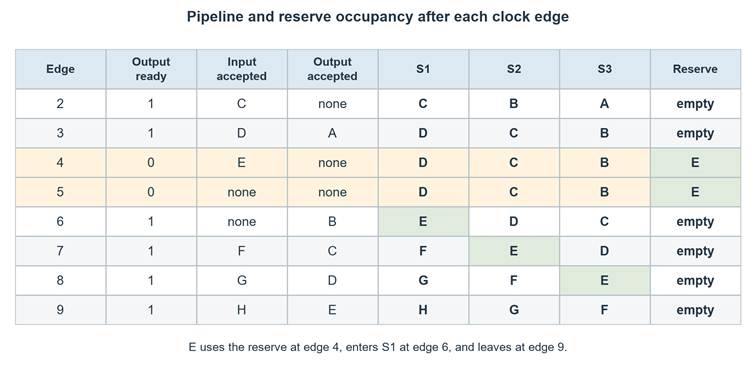 Pipeline and reserve occupancy after each clock edge
Edge Output ready Input accepted Output accepted S1 S2 S3 Reserve
2 1 C none C B A empty
3 1 D A D C B empty
4 0 E none D C B E
5 0 none none D C B E
6 1 none B E D C empty
7 1 F C F E D empty
8 1 G D G F E empty
9 1 H E H G F empty
E uses the reserve at edge 4, enters S1 at edge 6, and leaves at edge 9.